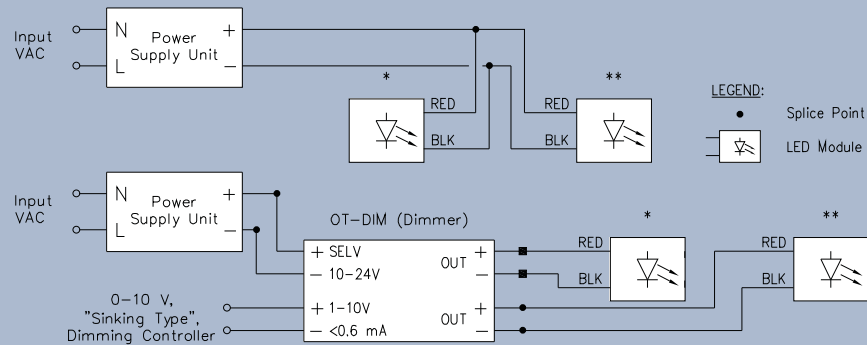 Input
VAC
N
L
Power
Supply Unit
+
−
*
**
RED
BLK
RED
BLK
LEGEND:
Splice Point
LED Module
Input
VAC
N
L
Power
Supply Unit
+
−
OT-DIM (Dimmer)
+ SELV
− 10-24V
+ 1-10V
− <0.6 mA
OUT +
−
OUT +
−
*
**
RED
BLK
RED
BLK
0-10 V,
"Sinking Type",
Dimming Controller